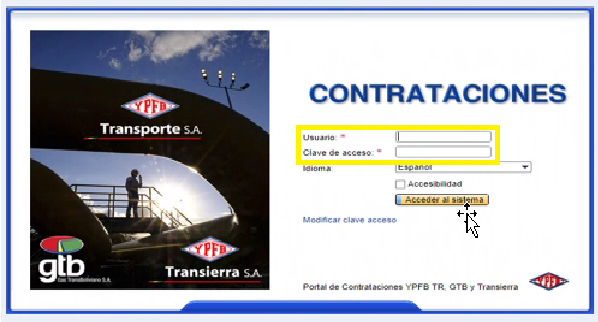 YPFB
Transporte S.A.
YPFB
gtb
Gas Transboliviano S.A.
Transierra S.A.
CONTRATACIONES
Usuario: *
Clave de acceso: *
Idioma: Español
Accesibilidad
Acceder al sistema
Modificar clave acceso
Portal de Contrataciones YPFB TR, GTB y Transierra YPFB